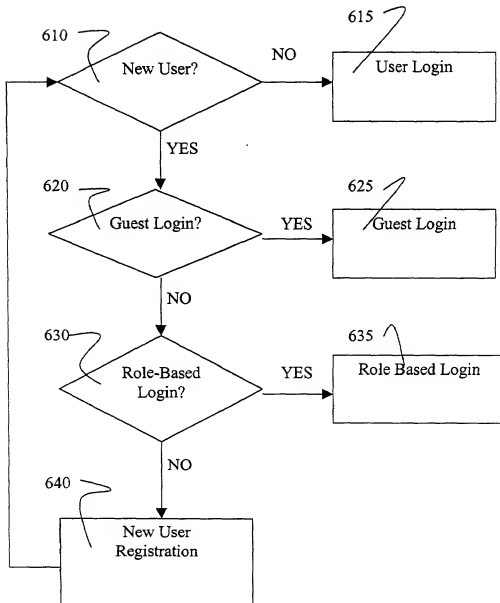 610
New User?
NO
615
User Login
YES
620
Guest Login?
YES
625
Guest Login
NO
630
Role-Based
Login?
YES
635
Role Based Login
NO
640
New User
Registration